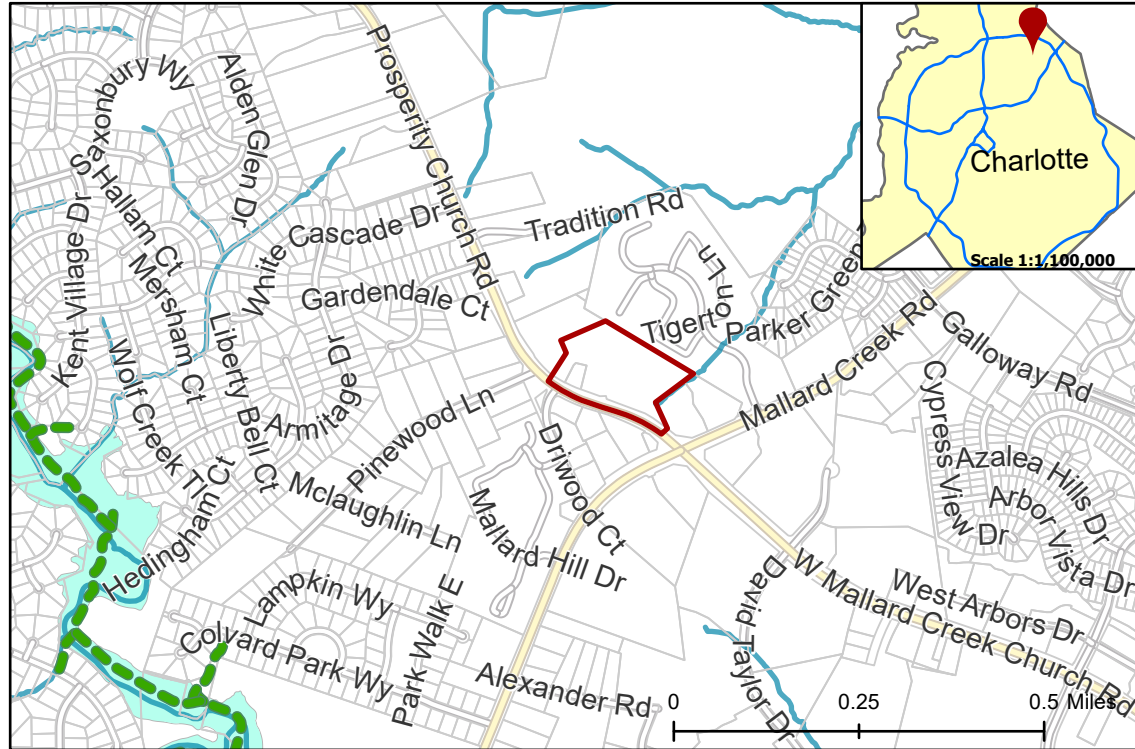 Saxonbury Wy
Alden Glen Dr
Prosperity Church Rd
Charlotte
Scale 1:1,100,000
Kent Village Dr
Hallam Ct
Mersham Ct
White Cascade Dr
Tradition Rd
Gardendale Ct
Tigerton Ln
Parker Green
Mallard Creek Rd
Galloway Rd
Wolf Creek Tl
Liberty Bell Ct
Armitage Dr
Pinewood Ln
Driwood Ct
Cypress View Dr
Azalea Hills Dr
Arbor Vista Dr
Hedingham Ct
Mclaughlin Ln
Mallard Hill Dr
David Taylor Dr
W Mallard Creek Church Rd
West Arbors Dr
Lampkin Wy
Colvard Park Wy
Park Walk E
Alexander Rd
0 0.25 0.5 Miles